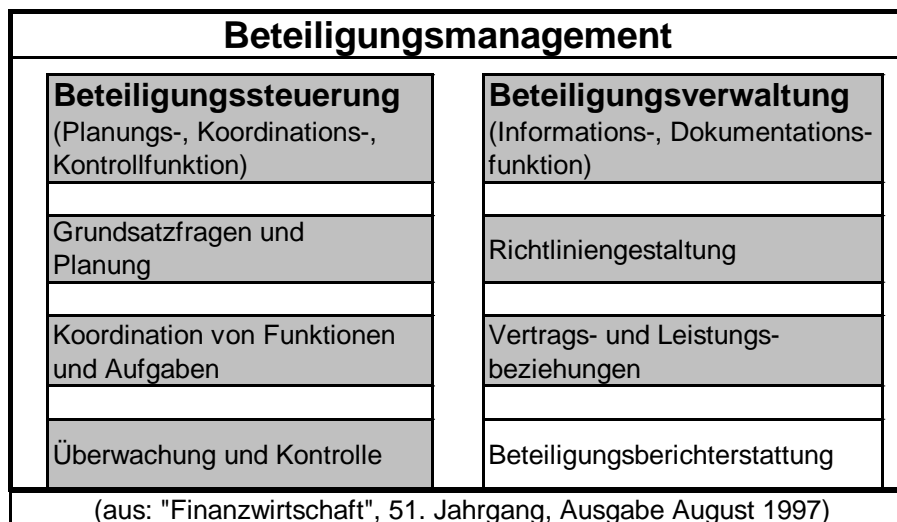 Beteiligungsmanagement
Beteiligungssteuerung
(Planungs-, Koordinations-,
Kontrollfunktion)
Grundsatzfragen und
Planung
Koordination von Funktionen
und Aufgaben
Überwachung und Kontrolle
Beteiligungsverwaltung
(Informations-, Dokumentations-
funktion)
Richtliniengestaltung
Vertrags- und Leistungs-
beziehungen
Beteiligungsberichterstattung
(aus: "Finanzwirtschaft", 51. Jahrgang, Ausgabe August 1997)